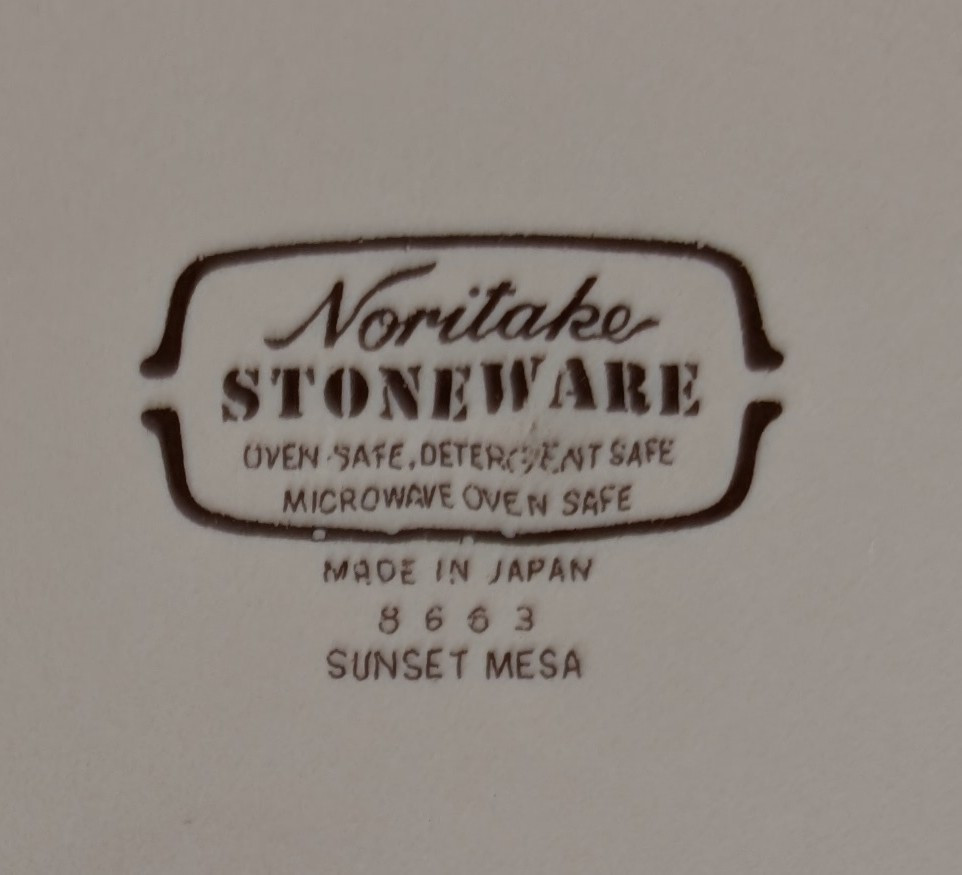 Noritake
STONEWARE
OVEN SAFE, DETERGENT SAFE
MICROWAVE OVEN SAFE
MADE IN JAPAN
8663
SUNSET MESA